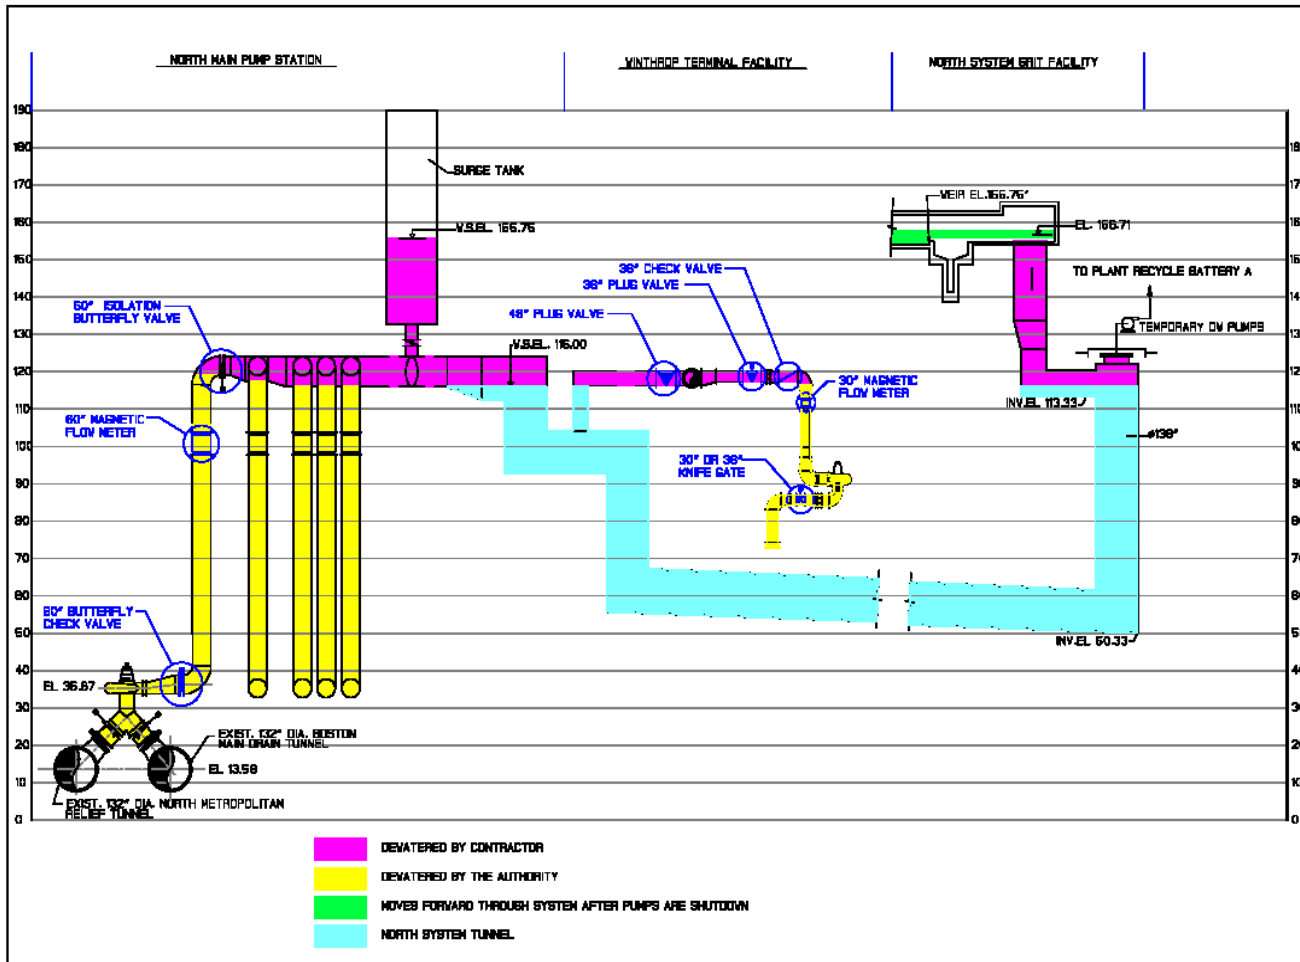 NORTH MAIN PUMP STATION
WINTHROP TERMINAL FACILITY
NORTH SYSTEM GRIT FACILITY
190
180
170
160
150
140
130
120
110
100
90
80
70
60
50
40
30
20
10
0
SURGE TANK
W.S.EL. 155.75
60" ISOLATION
BUTTERFLY VALVE
W.S.EL. 116.00
60" MAGNETIC
FLOW METER
60" BUTTERFLY
CHECK VALVE
EL 35.67
EXIST. 132" DIA. BOSTON
MAIN DRAIN TUNNEL
EL 13.58
EXIST. 132" DIA. NORTH METROPOLITAN
RELIEF TUNNEL
36" CHECK VALVE
36" PLUG VALVE
48" PLUG VALVE
30" MAGNETIC
FLOW METER
30" OR 36"
KNIFE GATE
WEIR EL.155.75'
EL. 155.71
TO PLANT RECYCLE BATTERY A
TEMPORARY DW PUMPS
INV.EL 113.33
ø138"
INV.EL 50.33
DEWATERED BY CONTRACTOR
DEWATERED BY THE AUTHORITY
MOVES FORWARD THROUGH SYSTEM AFTER PUMPS ARE SHUTDOWN
NORTH SYSTEM TUNNEL